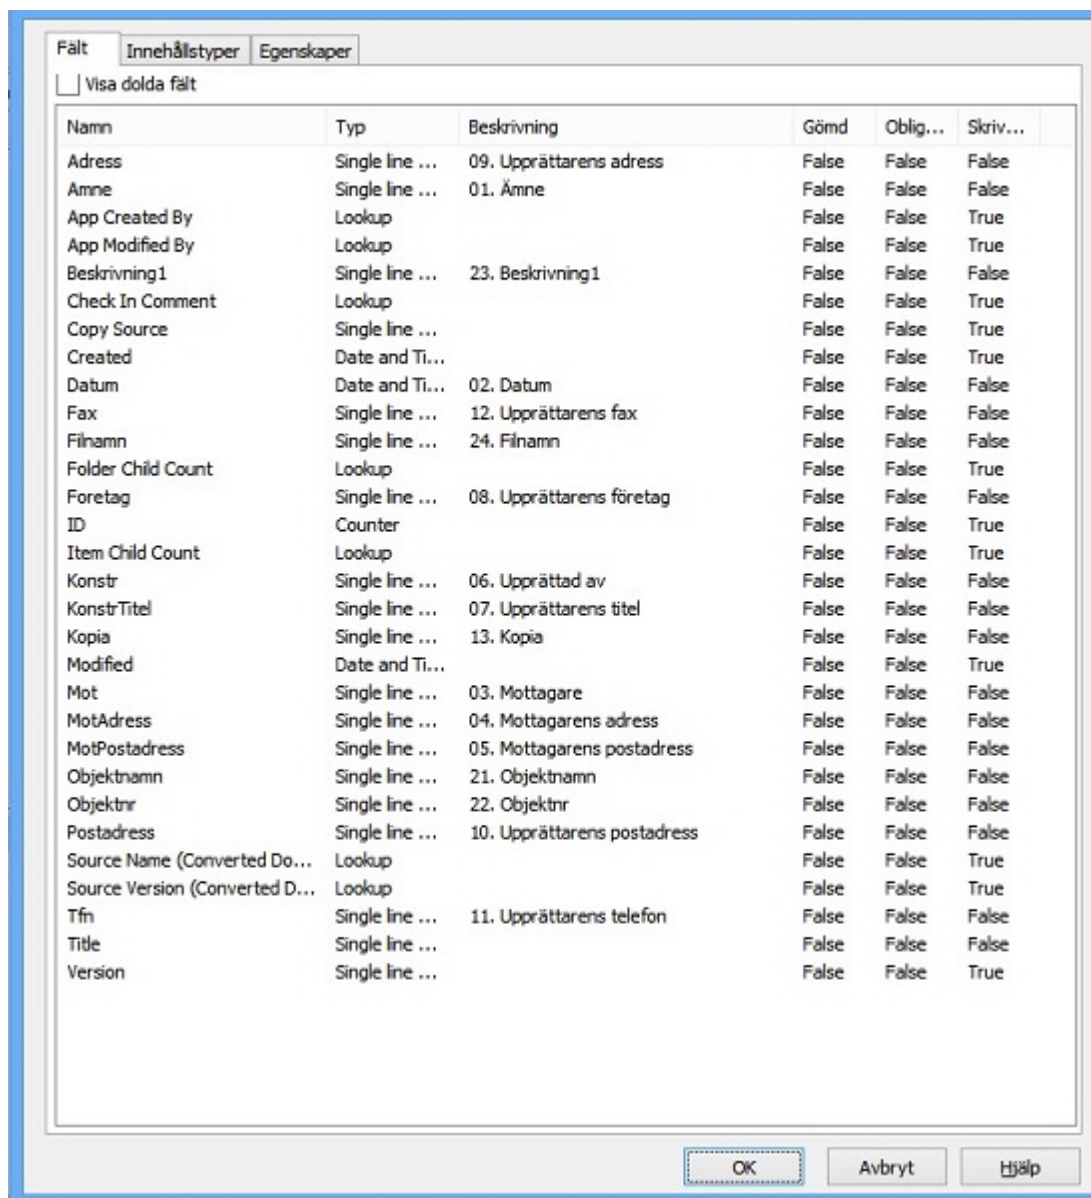 Fält Innehållstyper Egenskaper
Visa dolda fält
Namn Typ Beskrivning Gömd Oblig... Skriv...
Adress Single line ... 09. Upprättarens adress False False False
Amne Single line ... 01. Ämne False False False
App Created By Lookup False False True
App Modified By Lookup False False True
Beskrivning1 Single line ... 23. Beskrivning1 False False False
Check In Comment Lookup False False True
Copy Source Single line ... False False True
Created Date and Ti... False False True
Datum Date and Ti... 02. Datum False False False
Fax Single line ... 12. Upprättarens fax False False False
Filnamn Single line ... 24. Filnamn False False False
Folder Child Count Lookup False False True
Foretag Single line ... 08. Upprättarens företag False False False
ID Counter False False True
Item Child Count Lookup False False True
Konstr Single line ... 06. Upprättad av False False False
KonstrTitel Single line ... 07. Upprättarens titel False False False
Kopia Single line ... 13. Kopia False False False
Modified Date and Ti... False False True
Mot Single line ... 03. Mottagare False False False
MotAdress Single line ... 04. Mottagarens adress False False False
MotPostadress Single line ... 05. Mottagarens postadress False False False
Objektnamn Single line ... 21. Objektnamn False False False
Objektnr Single line ... 22. Objektnr False False False
Postadress Single line ... 10. Upprättarens postadress False False False
Source Name (Converted Do... Lookup False False True
Source Version (Converted D... Lookup False False True
Tfn Single line ... 11. Upprättarens telefon False False False
Title Single line ... False False False
Version Single line ... False False True
OK Avbryt Hjälp